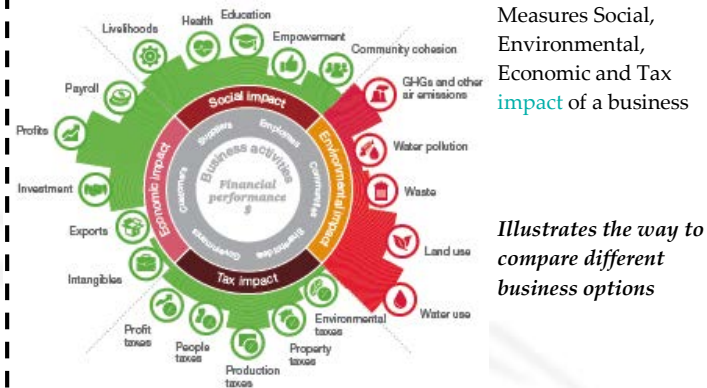 Measures Social,
Environmental,
Economic and Tax
impact of a business
Illustrates the way to
compare different
business options
Livelihoods
Health
Education
Empowerment
Community cohesion
GHGs and other
air emissions
Water pollution
Waste
Land use
Water use
Environmental
taxes
Property
taxes
Production
taxes
People
taxes
Profit
taxes
Intangibles
Exports
Investment
Profits
Payroll
Social impact
Environmental impact
Tax impact
Economic impact
Suppliers
Employees
Communities
Governments
Customers
Business activities
Financial
performance
$